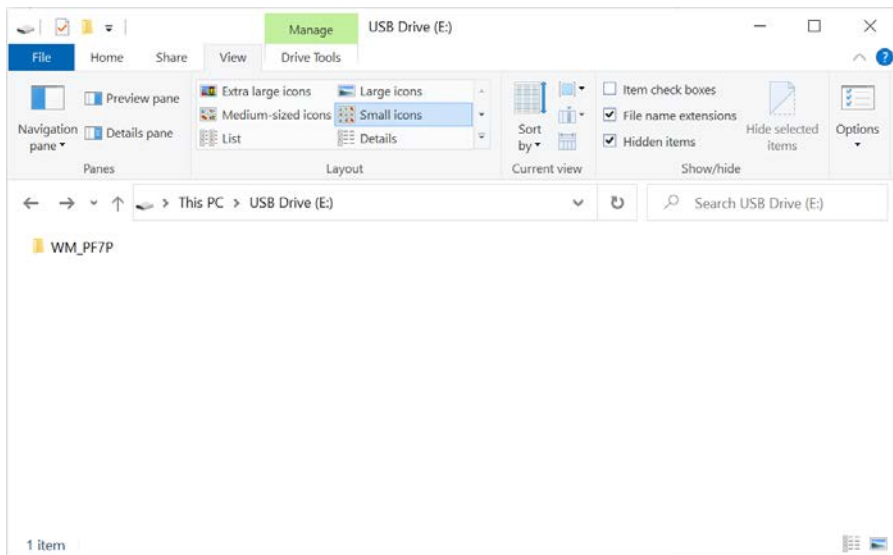 Manage USB Drive (E:)
File Home Share View Drive Tools
Preview pane
Details pane
Navigation pane
Panes
Extra large icons Large icons
Medium-sized icons Small icons
List Details
Layout
Sort by
Current view
Item check boxes
File name extensions
Hidden items
Hide selected items
Show/hide
Options
This PC > USB Drive (E:)
Search USB Drive (E:)
WM_PF7P
1 item